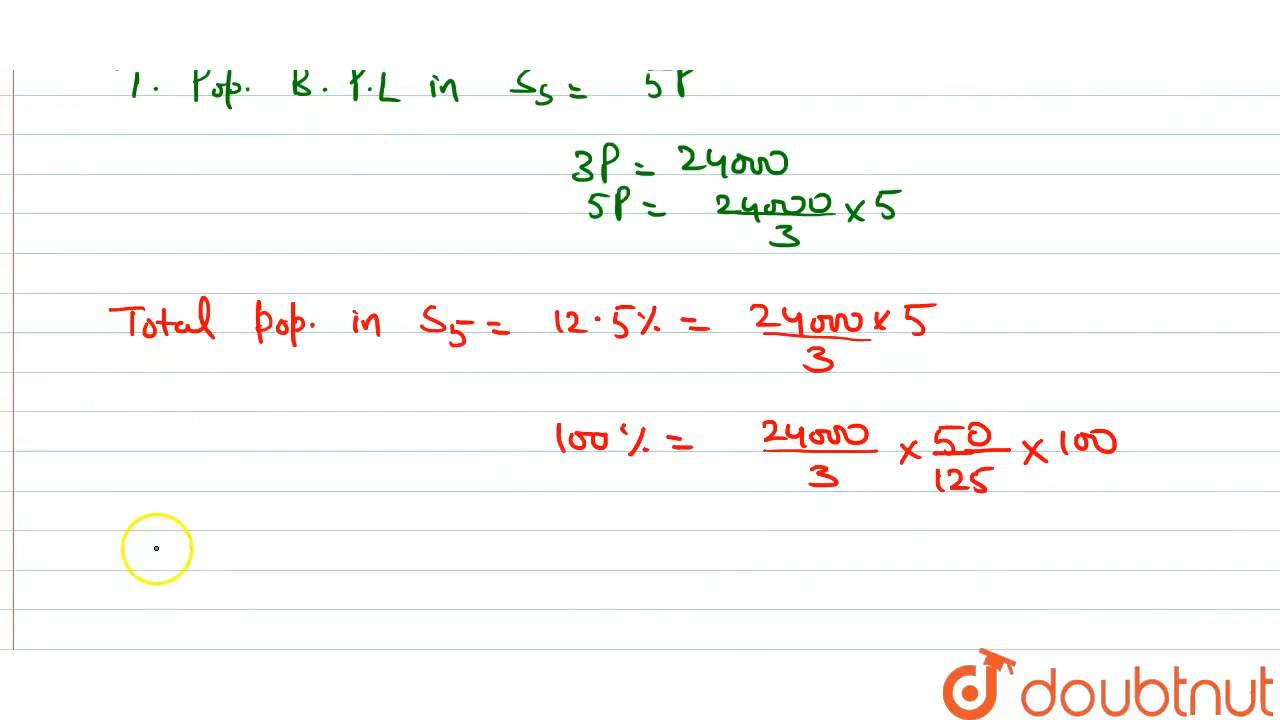 1. Pop. B.P.L in S5 = 5P
3P = 24000
5P = 24000/3 × 5
Total pop. in S5 = 12.5% = 24000/3 × 5
100% = 24000/3 × 50/125 × 100
doubtnut